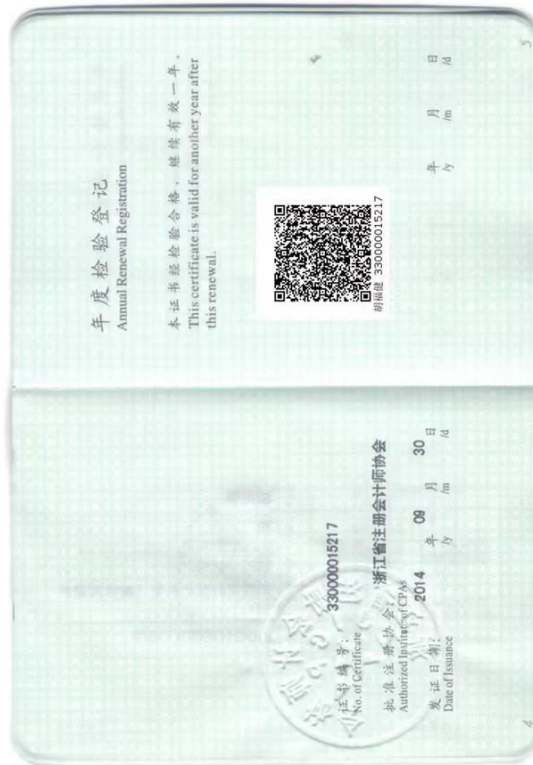 证书编号:
No. of Certificate
330000015217
批准注册协会:
Authorized Institute of CPAs
浙江省注册会计师协会
发证日期:
Date of Issuance
2014 年 09 月 30 日
/y /m /d
4
年度检验登记
Annual Renewal Registration
本证书经检验合格,继续有效一年。
This certificate is valid for another year after
this renewal.
胡福健 330000015217
年 月 日
/y /m /d
5